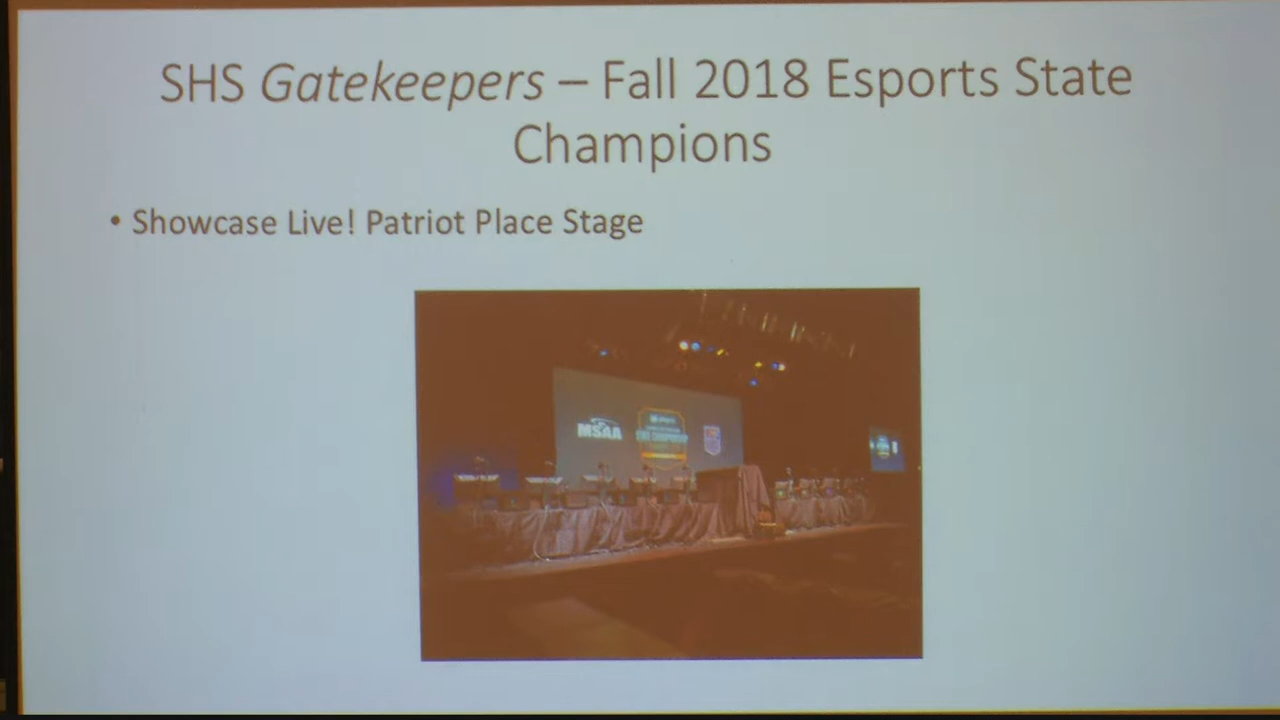 SHS Gatekeepers – Fall 2018 Esports State
Champions
• Showcase Live! Patriot Place Stage
MSAA